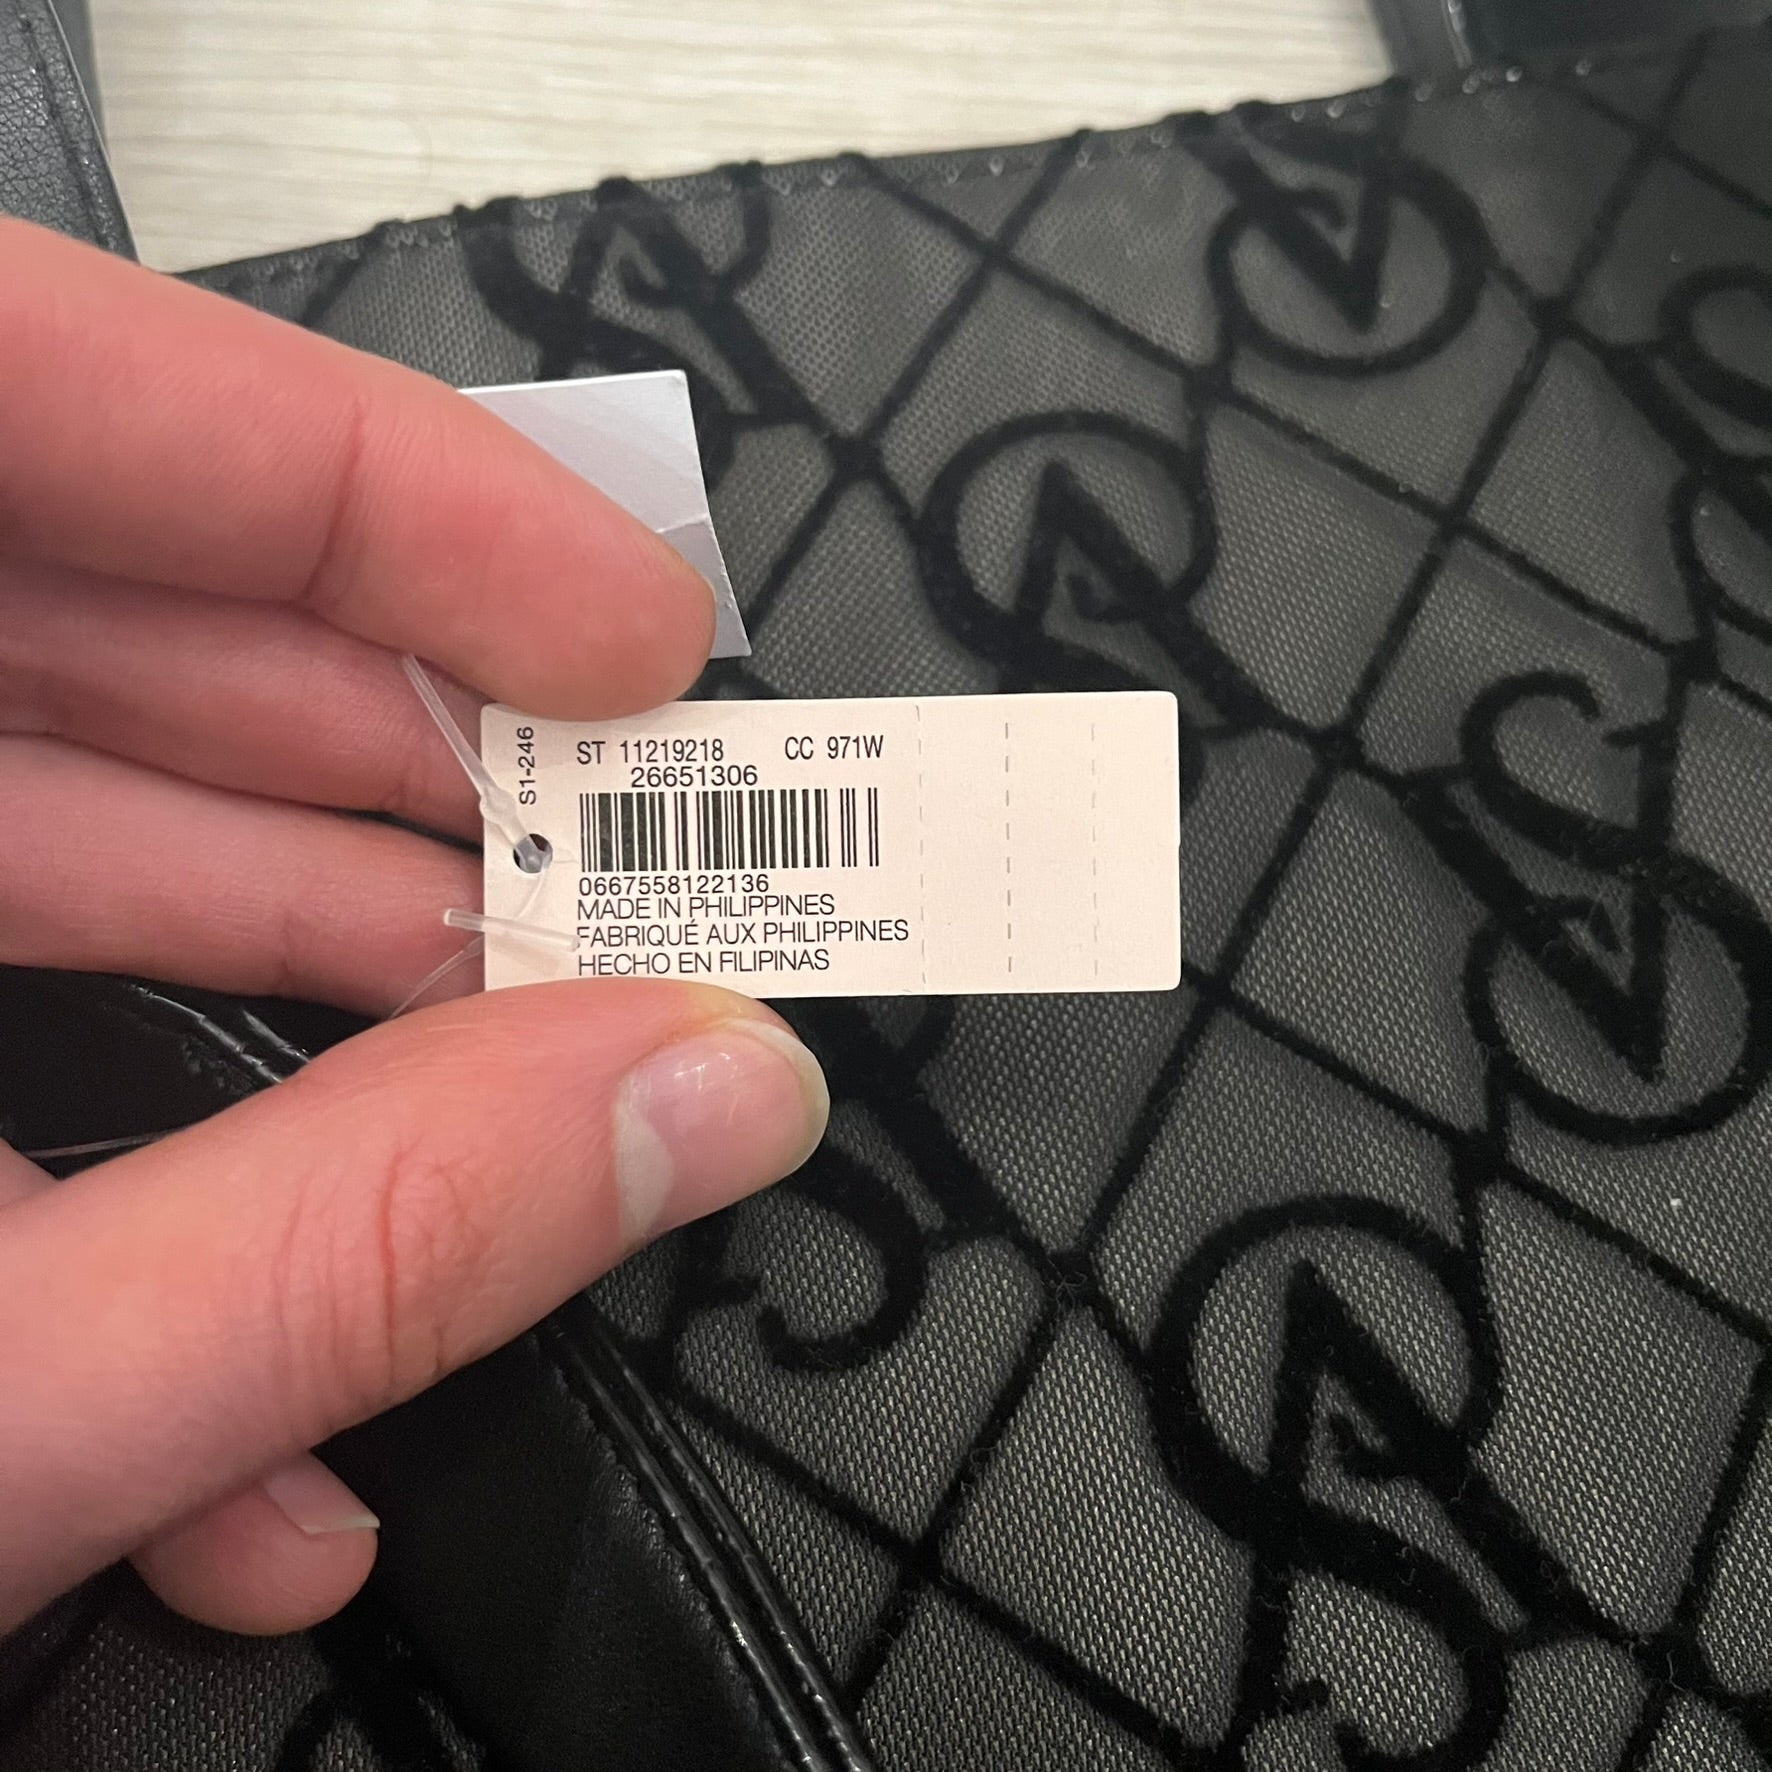 S1-246
ST 11219218 CC 971W
26651306
0667558122136
MADE IN PHILIPPINES
FABRIQUÉ AUX PHILIPPINES
HECHO EN FILIPINAS